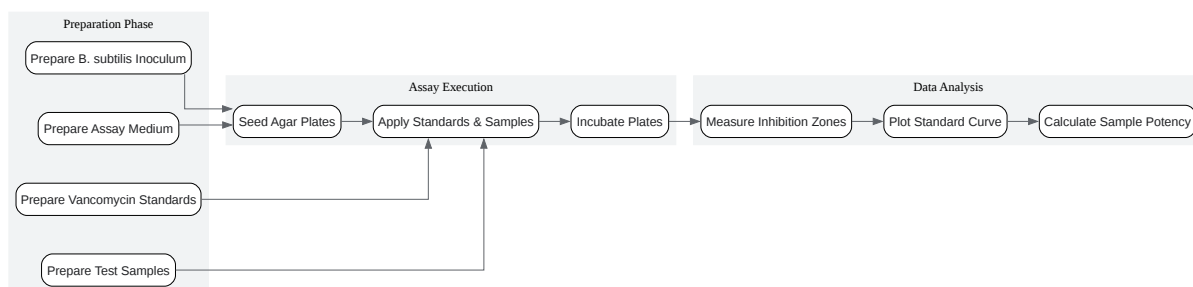 Preparation Phase
Prepare B. subtilis Inoculum
Prepare Assay Medium
Prepare Vancomycin Standards
Prepare Test Samples
Assay Execution
Seed Agar Plates
Apply Standards & Samples
Incubate Plates
Data Analysis
Measure Inhibition Zones
Plot Standard Curve
Calculate Sample Potency